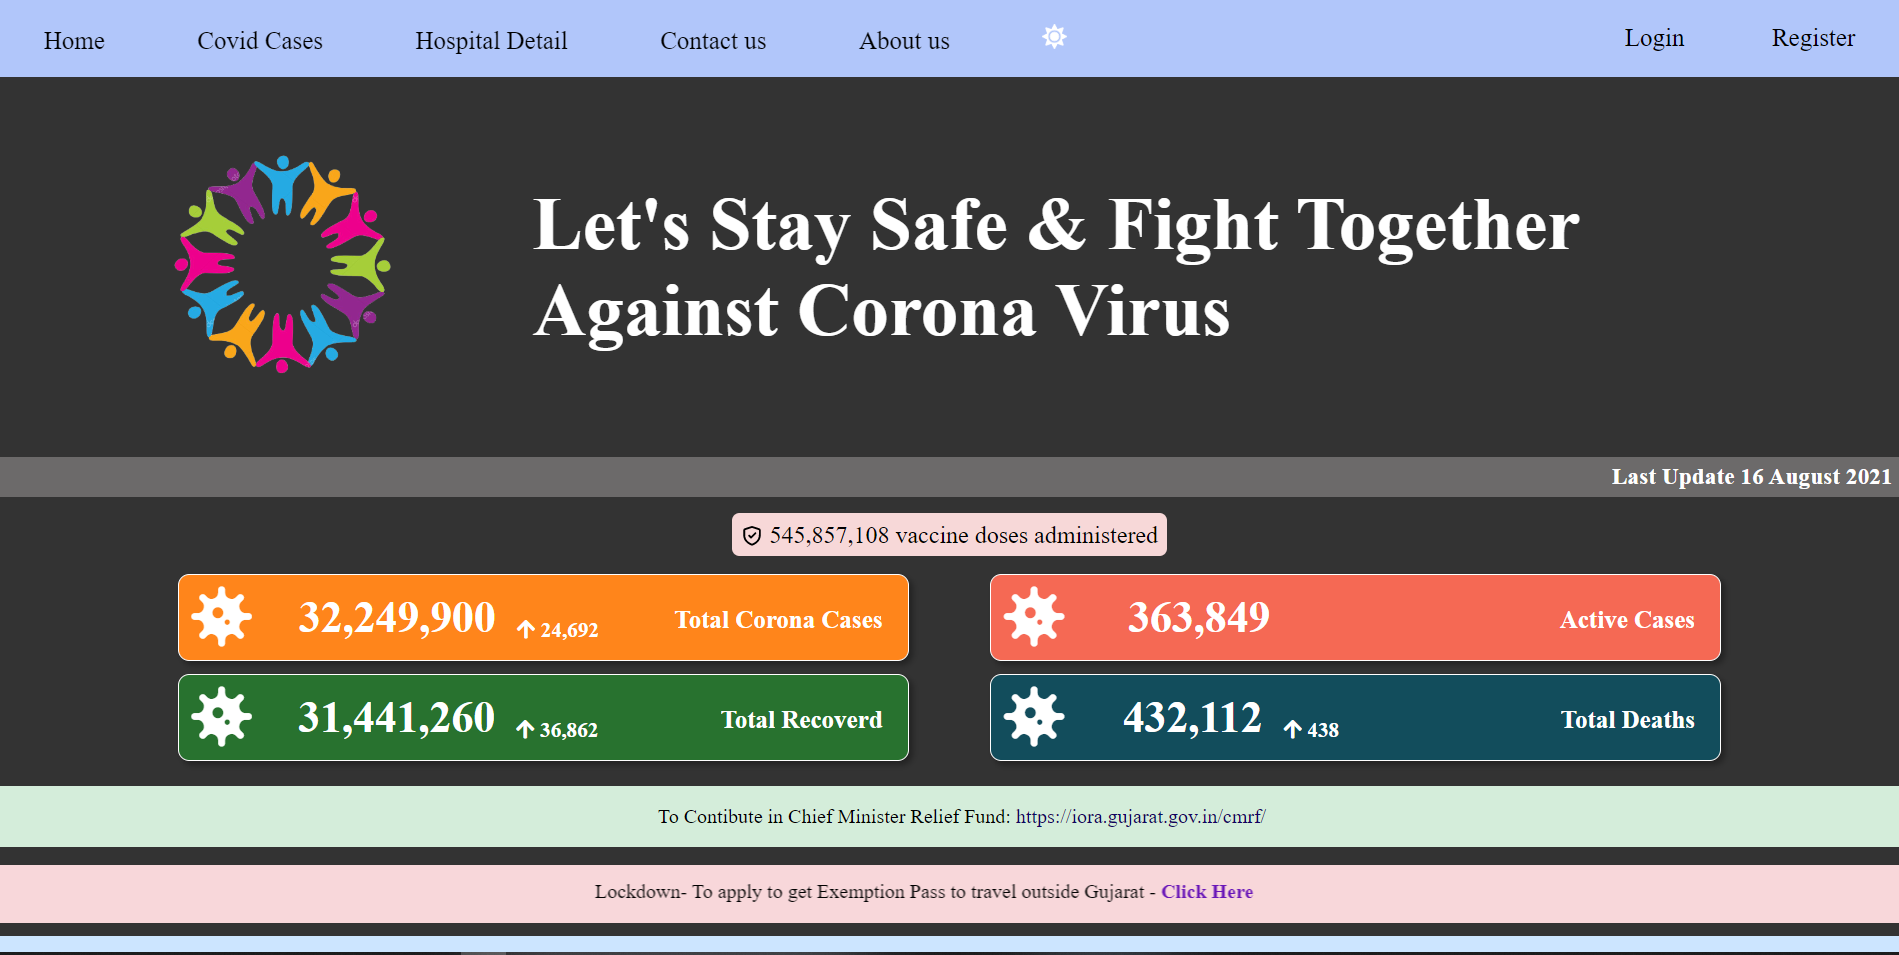 Home Covid Cases Hospital Detail Contact us About us Login Register
Let's Stay Safe & Fight Together
Against Corona Virus
Last Update 16 August 2021
545,857,108 vaccine doses administered
32,249,900 24,692 Total Corona Cases
363,849 Active Cases
31,441,260 36,862 Total Recoverd
432,112 438 Total Deaths
To Contibute in Chief Minister Relief Fund: https://iora.gujarat.gov.in/cmrf/
Lockdown- To apply to get Exemption Pass to travel outside Gujarat - Click Here